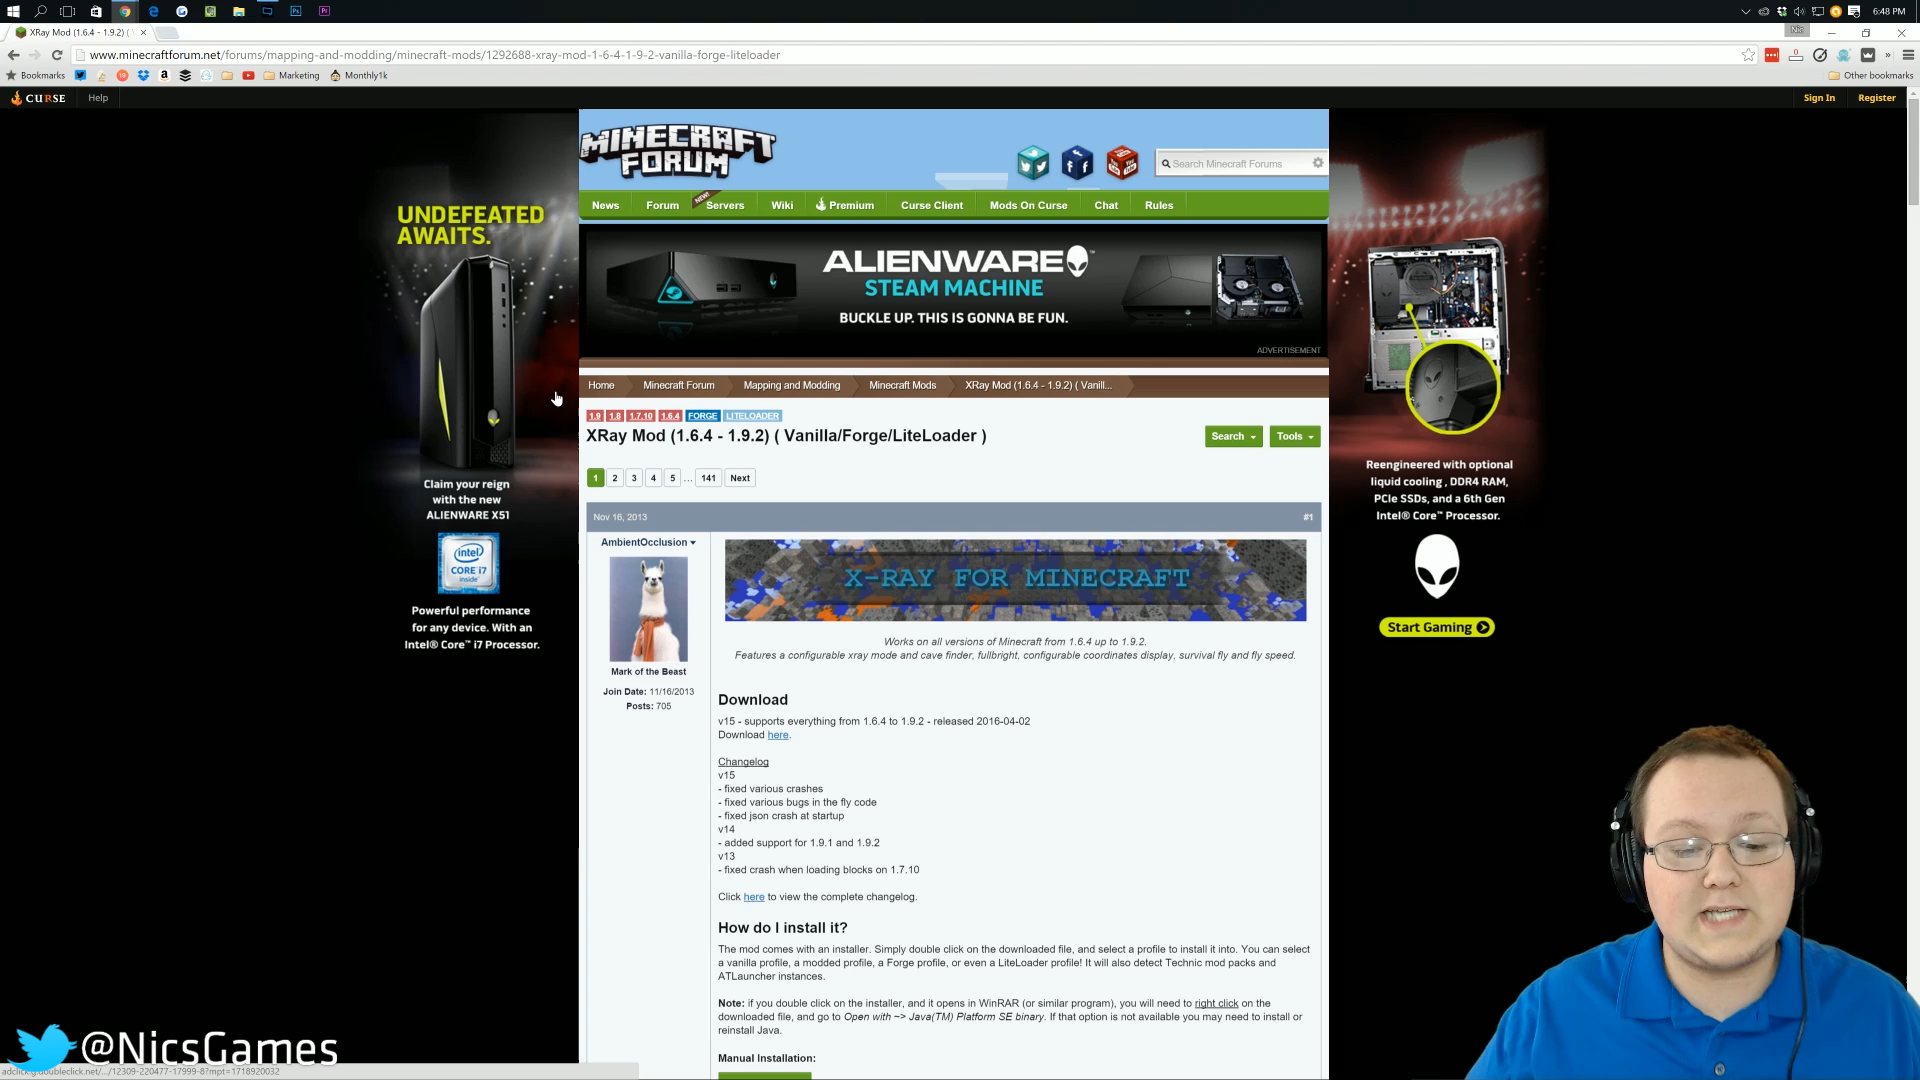 6:48 PM
XRay Mod (1.6.4 - 1.9.2) (
Nic
www.minecraftforum.net/forums/mapping-and-modding/minecraft-mods/1292688-xray-mod-1-6-4-1-9-2-vanilla-forge-liteloader
Bookmarks
Marketing
Monthly1k
Other bookmarks
CURSE
Help
Sign In
Register
MINECRAFT
FORUM
Search Minecraft Forums
News
Forum
NEW!
Servers
Wiki
Premium
Curse Client
Mods On Curse
Chat
Rules
UNDEFEATED
AWAITS.
Claim your reign
with the new
ALIENWARE X51
intel
CORE i7
inside
Powerful performance
for any device. With an
Intel® Core™ i7 Processor.
ALIENWARE™
STEAM MACHINE
BUCKLE UP. THIS IS GONNA BE FUN.
ADVERTISEMENT
Reengineered with optional
liquid cooling , DDR4 RAM,
PCIe SSDs, and a 6th Gen
Intel® Core™ Processor.
Start Gaming
Home
Minecraft Forum
Mapping and Modding
Minecraft Mods
XRay Mod (1.6.4 - 1.9.2) ( Vanill...
1.9 1.8 1.7.10 1.6.4 FORGE LITELOADER
XRay Mod (1.6.4 - 1.9.2) ( Vanilla/Forge/LiteLoader )
Search
Tools
1 2 3 4 5 ... 141 Next
Nov 16, 2013
#1
AmbientOcclusion
Mark of the Beast
Join Date: 11/16/2013
Posts: 705
X-RAY FOR MINECRAFT
Works on all versions of Minecraft from 1.6.4 up to 1.9.2.
Features a configurable xray mode and cave finder, fullbright, configurable coordinates display, survival fly and fly speed.
Download
v15 - supports everything from 1.6.4 to 1.9.2 - released 2016-04-02
Download here.
Changelog
v15
- fixed various crashes
- fixed various bugs in the fly code
- fixed json crash at startup
v14
- added support for 1.9.1 and 1.9.2
v13
- fixed crash when loading blocks on 1.7.10
Click here to view the complete changelog.
How do I install it?
The mod comes with an installer. Simply double click on the downloaded file, and select a profile to install it into. You can select
a vanilla profile, a modded profile, a Forge profile, or even a LiteLoader profile! It will also detect Technic mod packs and
ATLauncher instances.
Note: if you double click on the installer, and it opens in WinRAR (or similar program), you will need to right click on the
downloaded file, and go to Open with ~> Java(TM) Platform SE binary. If that option is not available you may need to install or
reinstall Java.
Manual Installation:
@NicsGames